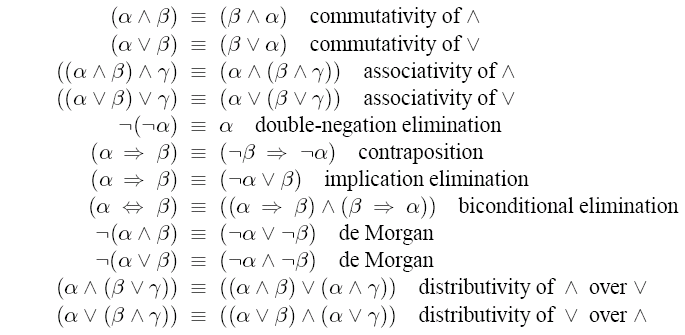 (α ∧ β) ≡ (β ∧ α) commutativity of ∧
(α ∨ β) ≡ (β ∨ α) commutativity of ∨
((α ∧ β) ∧ γ) ≡ (α ∧ (β ∧ γ)) associativity of ∧
((α ∨ β) ∨ γ) ≡ (α ∨ (β ∨ γ)) associativity of ∨
¬(¬α) ≡ α double-negation elimination
(α ⇒ β) ≡ (¬β ⇒ ¬α) contraposition
(α ⇒ β) ≡ (¬α ∨ β) implication elimination
(α ⇔ β) ≡ ((α ⇒ β) ∧ (β ⇒ α)) biconditional elimination
¬(α ∧ β) ≡ (¬α ∨ ¬β) de Morgan
¬(α ∨ β) ≡ (¬α ∧ ¬β) de Morgan
(α ∧ (β ∨ γ)) ≡ ((α ∧ β) ∨ (α ∧ γ)) distributivity of ∧ over ∨
(α ∨ (β ∧ γ)) ≡ ((α ∨ β) ∧ (α ∨ γ)) distributivity of ∨ over ∧